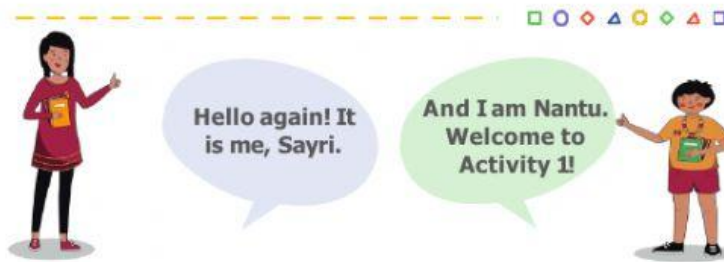 Hello again! It
is me, Sayri.
And I am Nantu.
Welcome to
Activity 1!